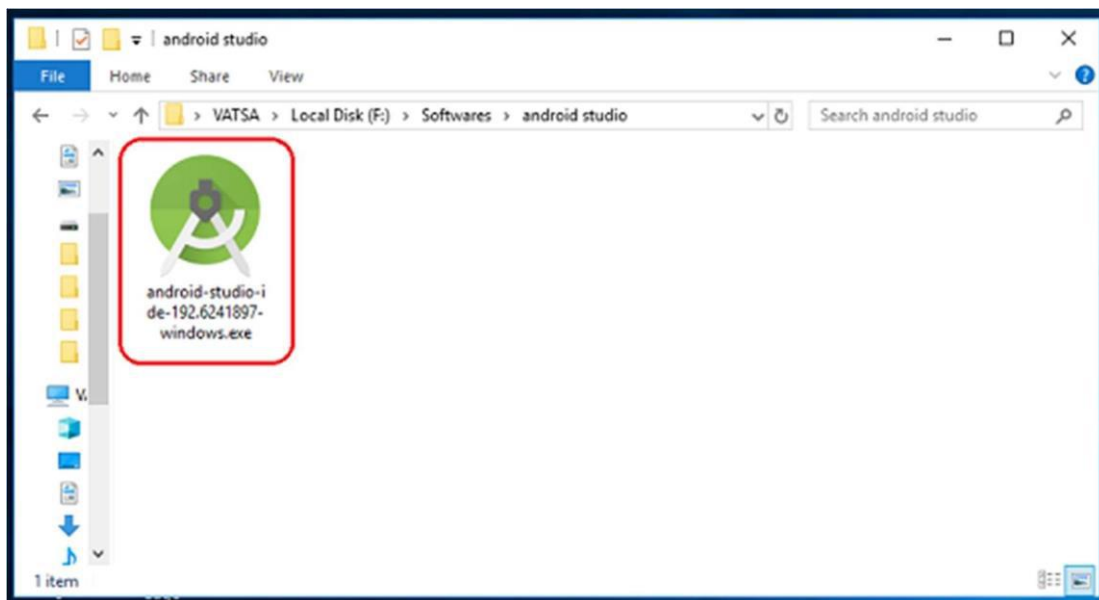 android studio
File Home Share View
VATSA > Local Disk (F:) > Softwares > android studio
Search android studio
android-studio-i
de-192.6241897-
windows.exe
1 item